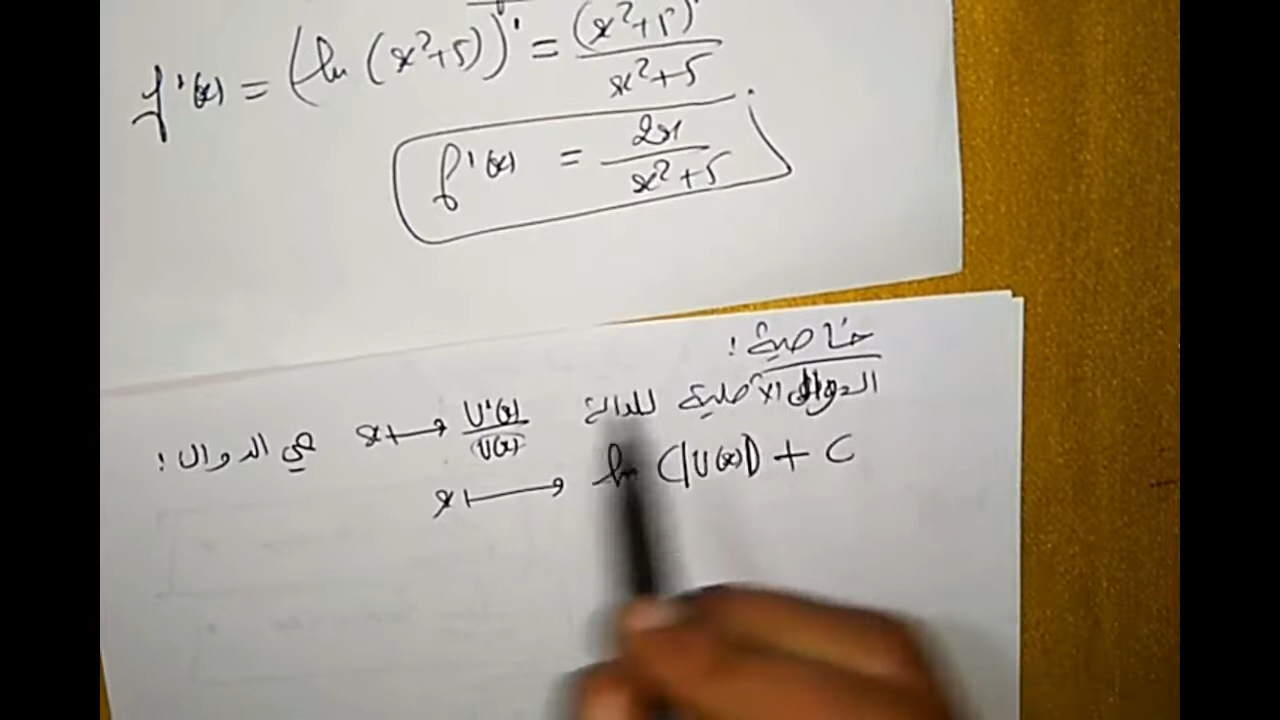 f'(x) = (ln (x²+5))' = (x²+5)' / x²+5
f'(x) = 2x / x²+5
خاصية :
الدوال الأصلية للدالة x ↦ U'(x) / U(x) هي الدوال :
x ↦ ln (|U(x)|) + C